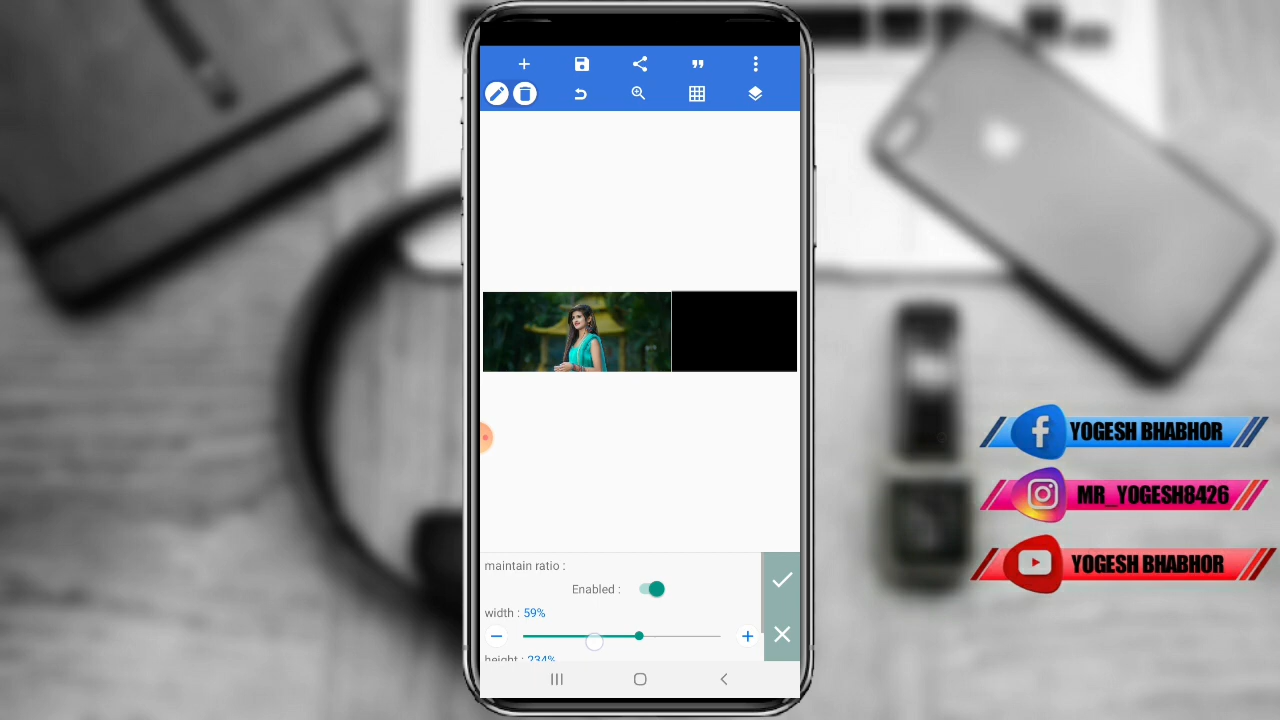 maintain ratio :
Enabled :
width : 59%
height : 234%
YOGESH BHABHOR
MR_YOGESH8426
YOGESH BHABHOR